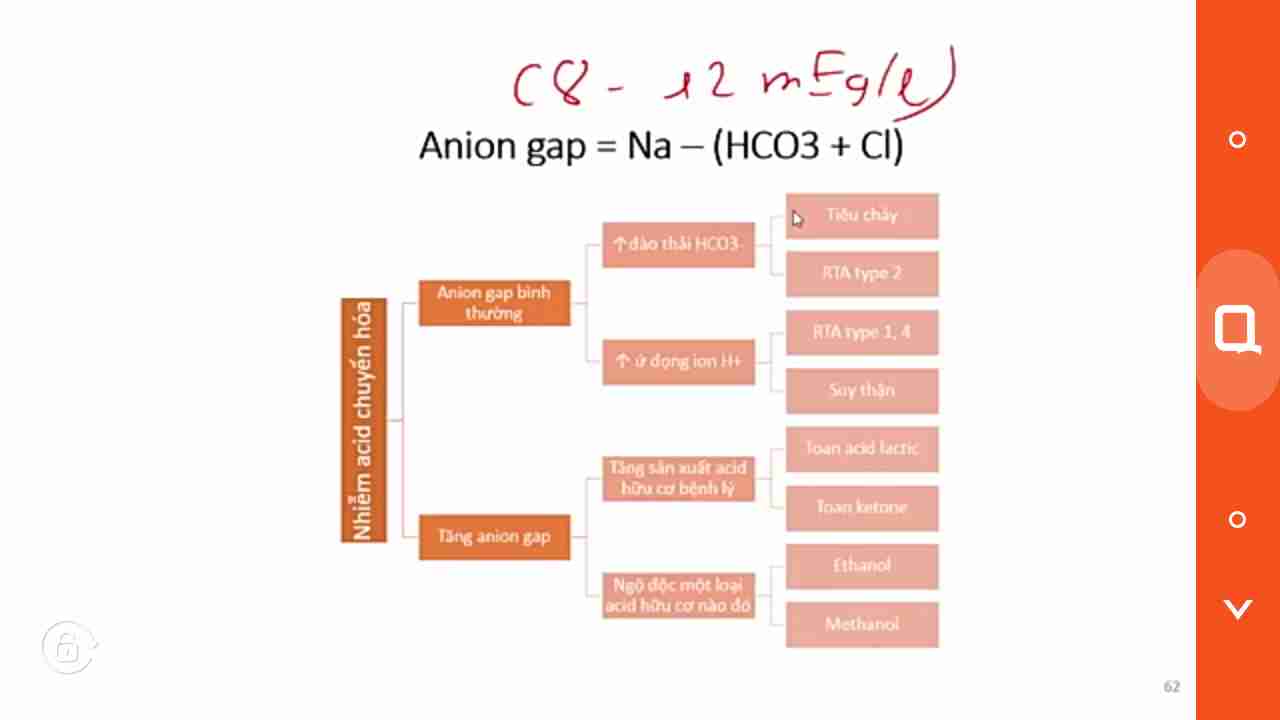 (8 - 12 mEq/l)
Anion gap = Na – (HCO3 + Cl)
Nhiễm acid chuyển hóa
Anion gap bình
thường
↑đào thải HCO3-
Tiêu chảy
RTA type 2
↑ ứ đọng ion H+
RTA type 1, 4
Suy thận
Tăng anion gap
Tăng sản xuất acid
hữu cơ bệnh lý
Toan acid lactic
Toan ketone
Ngộ độc một loại
acid hữu cơ nào đó
Ethanol
Methanol
62